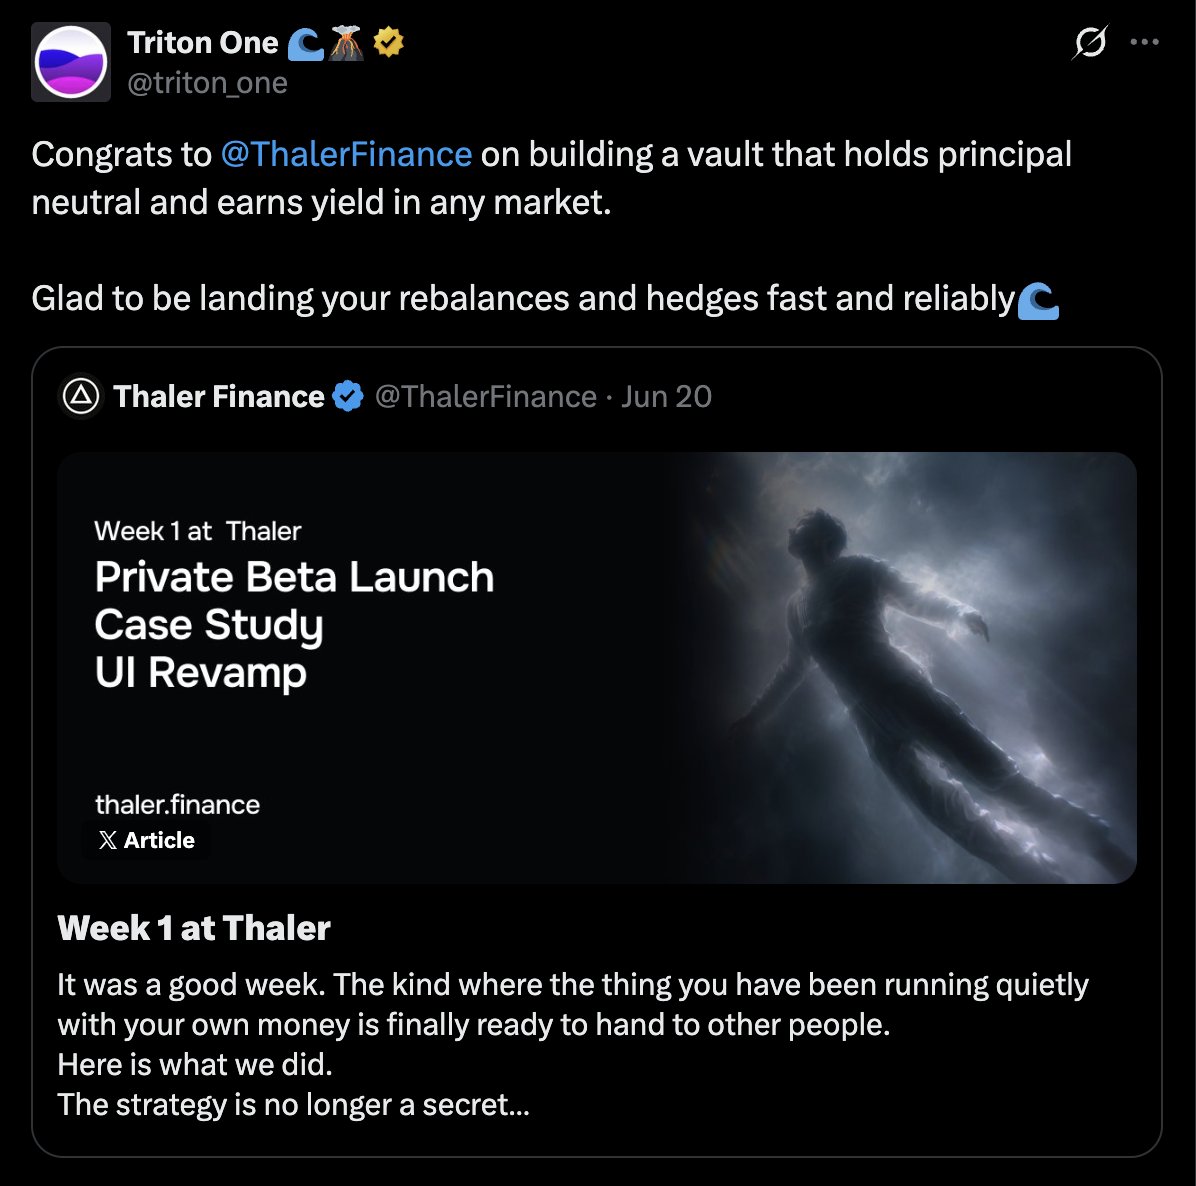 Triton One 🌊🌋
@triton_one
Congrats to @ThalerFinance on building a vault that holds principal
neutral and earns yield in any market.
Glad to be landing your rebalances and hedges fast and reliably🌊
Thaler Finance @ThalerFinance · Jun 20
Week 1 at Thaler
Private Beta Launch
Case Study
UI Revamp
thaler.finance
X Article
Week 1 at Thaler
It was a good week. The kind where the thing you have been running quietly
with your own money is finally ready to hand to other people.
Here is what we did.
The strategy is no longer a secret...